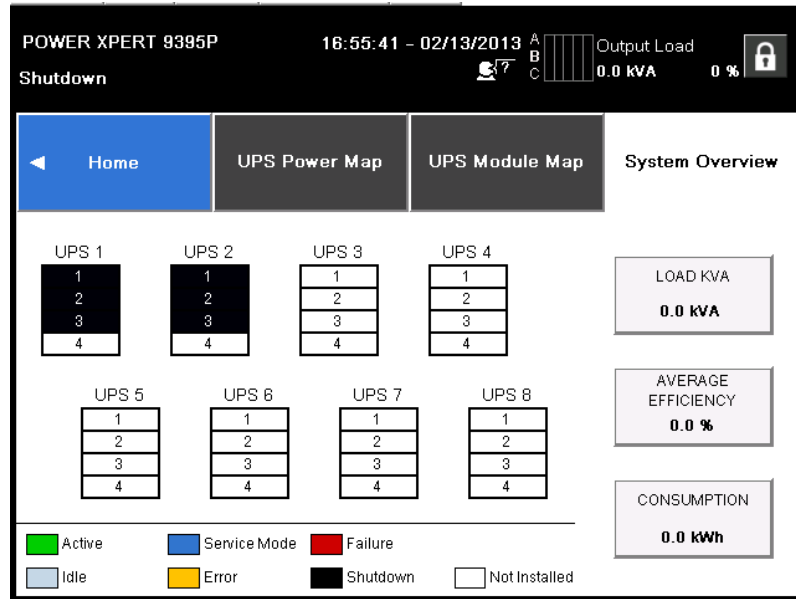 POWER XPERT 9395P
16:55:41 - 02/13/2013
A
B
C
Output Load
Shutdown
?
0.0 kVA 0 %
Home
UPS Power Map
UPS Module Map
System Overview
UPS 1
1
2
3
4
UPS 2
1
2
3
4
UPS 3
1
2
3
4
UPS 4
1
2
3
4
LOAD KVA
0.0 kVA
UPS 5
1
2
3
4
UPS 6
1
2
3
4
UPS 7
1
2
3
4
UPS 8
1
2
3
4
AVERAGE
EFFICIENCY
0.0 %
CONSUMPTION
0.0 kWh
Active
Service Mode
Failure
Idle
Error
Shutdown
Not Installed